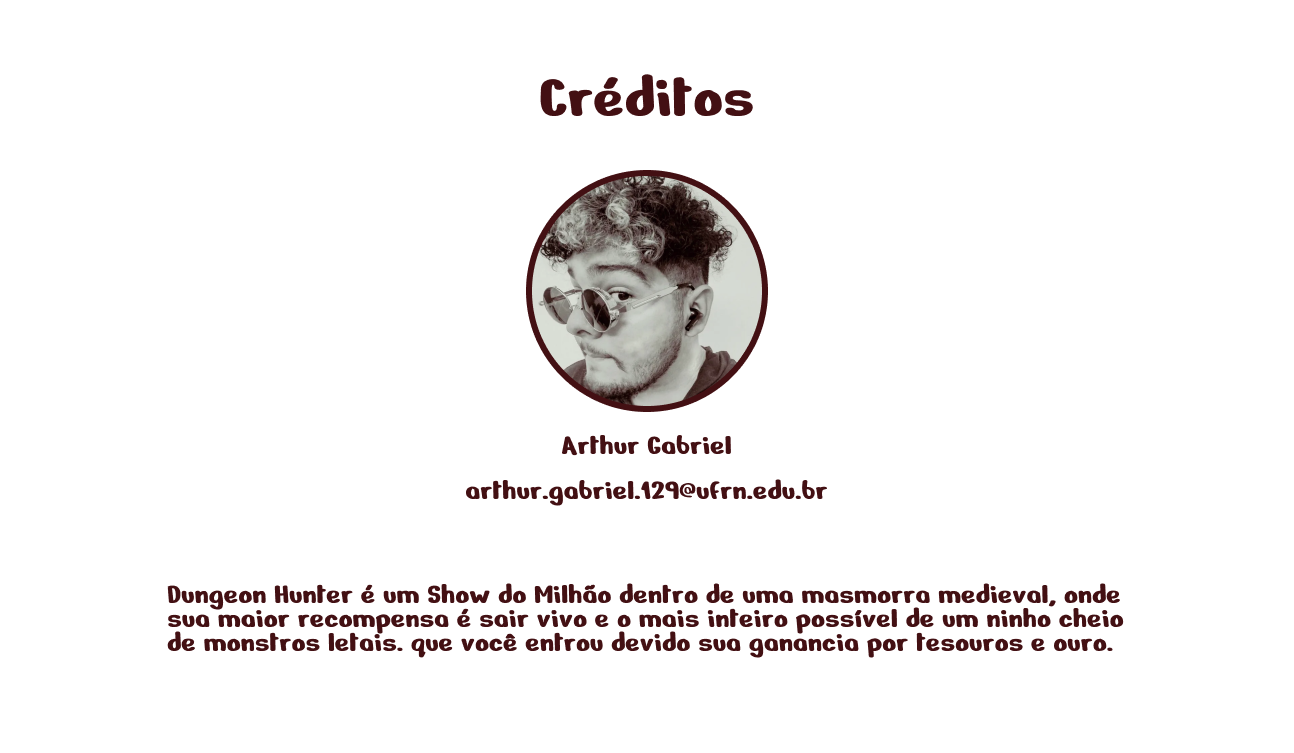 Créditos
Arthur Gabriel
arthur.gabriel.129@ufrn.edu.br
Dungeon Hunter é um Show do Milhão dentro de uma masmorra medieval, onde
sua maior recompensa é sair vivo e o mais inteiro possível de um ninho cheio
de monstros letais. que você entrou devido sua ganancia por tesouros e ouro.